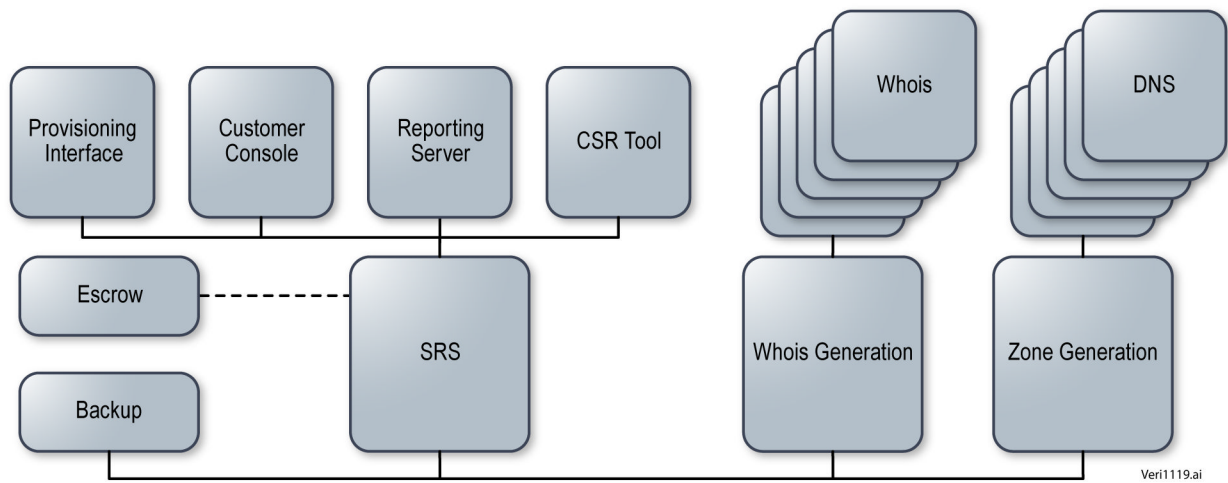 Provisioning
Interface
Customer
Console
Reporting
Server
CSR Tool
Whois
DNS
Escrow
SRS
Whois Generation
Zone Generation
Backup
Veri1119.ai